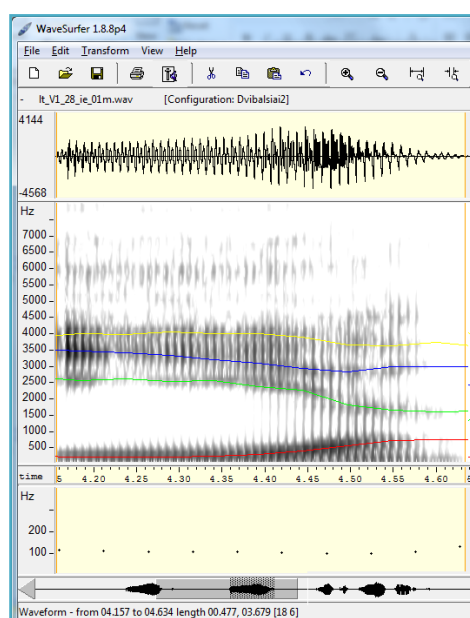 WaveSurfer 1.8.8p4
File Edit Transform View Help
- lt_V1_28_ie_01m.wav [Configuration: Dvibalsiai2]
4144
-4568
Hz
7000
6500
6000
5500
5000
4500
4000
3500
3000
2500
2000
1500
1000
500
time 5 4.20 4.25 4.30 4.35 4.40 4.45 4.50 4.55 4.60 6
Hz
200
100
Waveform - from 04.157 to 04.634 length 00.477, 03.679 [18 6]